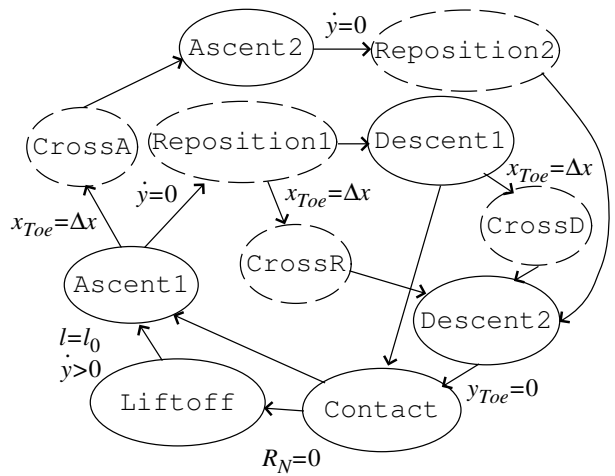 Ascent2
ẏ=0
Reposition2
CrossA
Reposition1
Descent1
x_Toe=Δx
ẏ=0
x_Toe=Δx
x_Toe=Δx
CrossR
CrossD
Ascent1
Descent2
l=l₀
ẏ>0
Liftoff
Contact
y_Toe=0
R_N=0